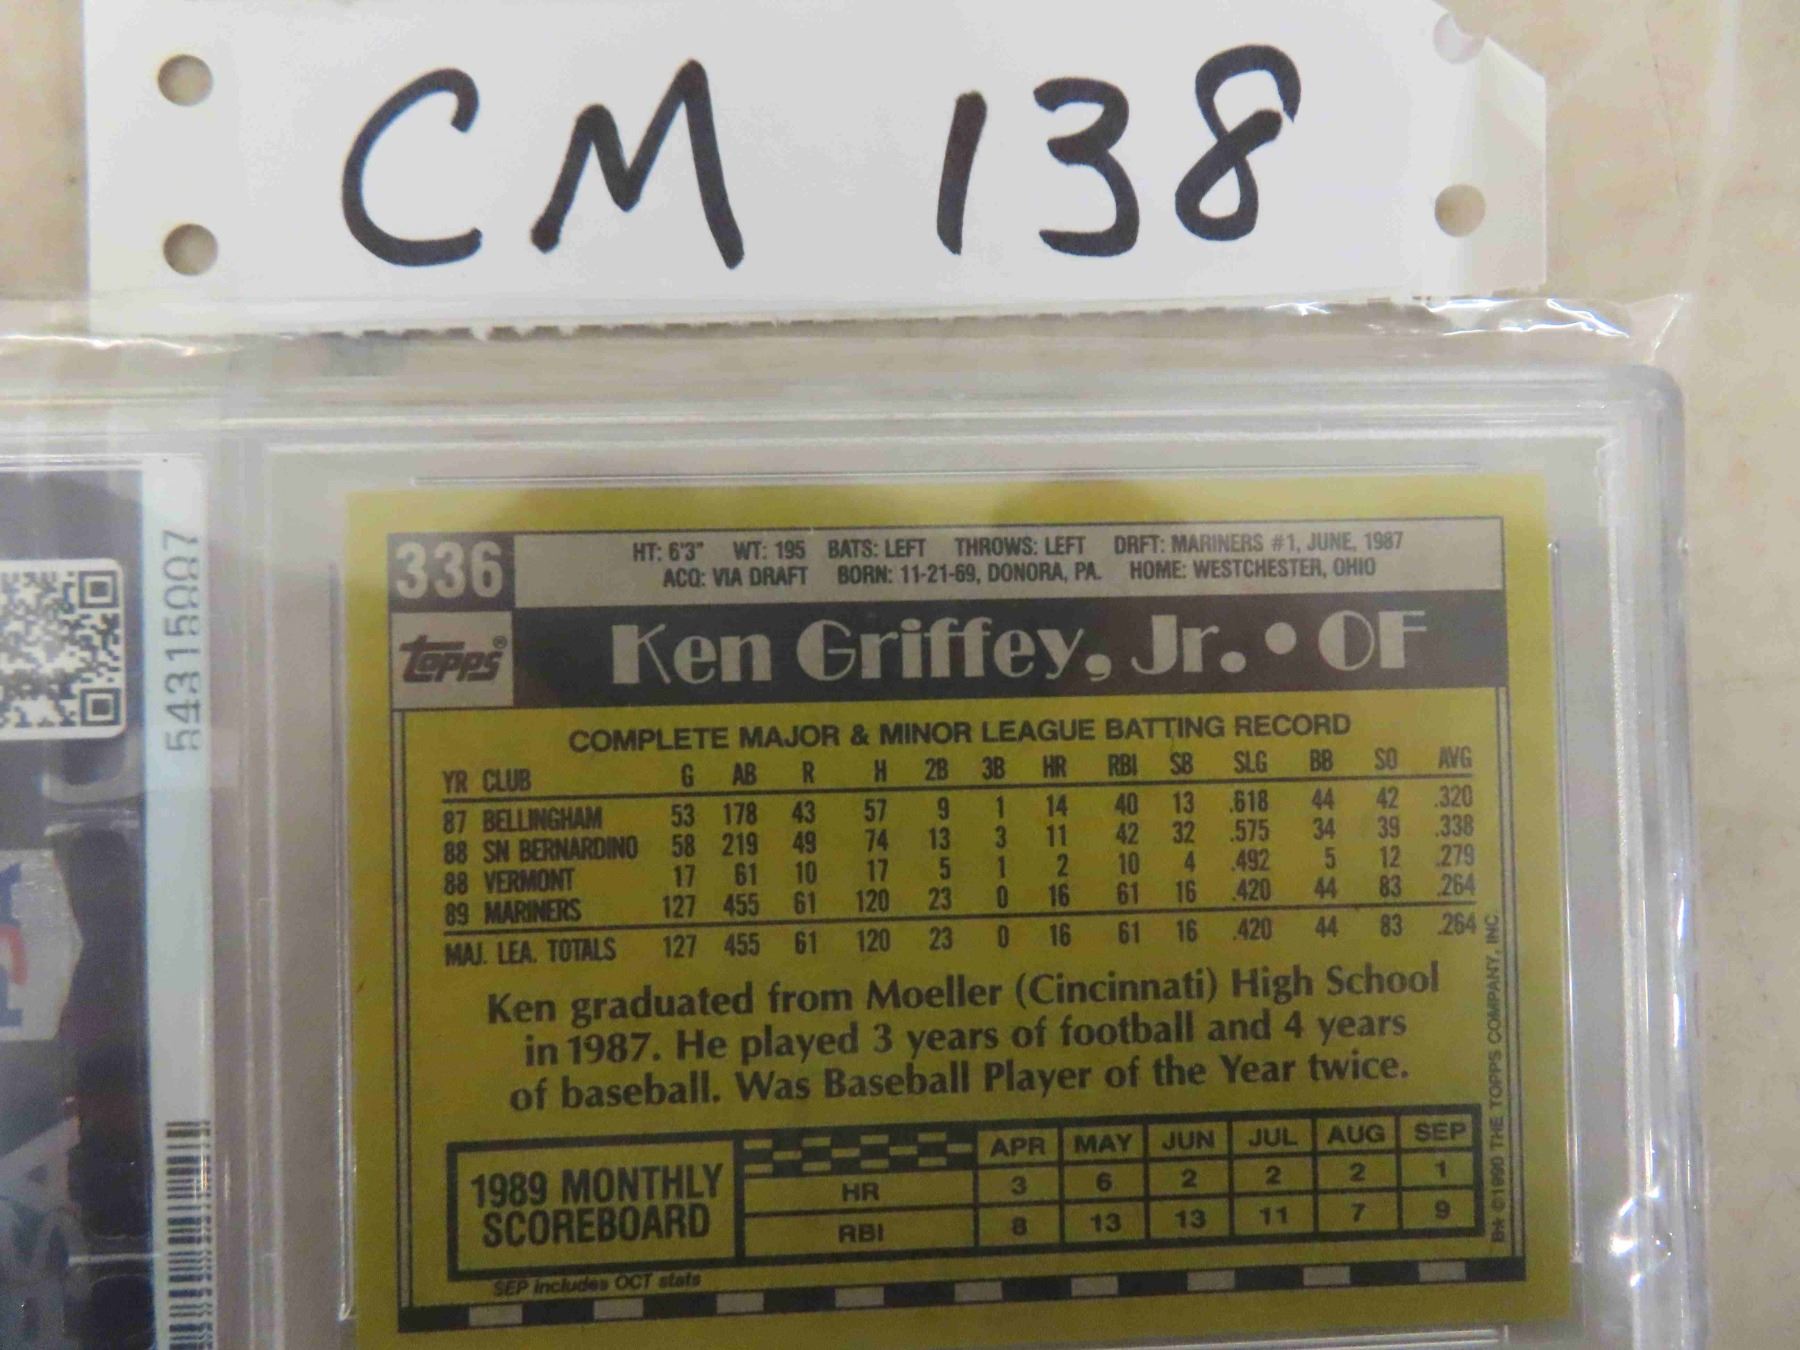 CM 138
54315907
336
HT: 6'3" WT: 195 BATS: LEFT THROWS: LEFT DRFT: MARINERS #1, JUNE, 1987
ACQ: VIA DRAFT BORN: 11-21-69, DONORA, PA. HOME: WESTCHESTER, OHIO
topps®
Ken Griffey, Jr. • OF
COMPLETE MAJOR & MINOR LEAGUE BATTING RECORD
YR CLUB G AB R H 2B 3B HR RBI SB SLG BB SO AVG
87 BELLINGHAM 53 178 43 57 9 1 14 40 13 .618 44 42 .320
88 SN BERNARDINO 58 219 49 74 13 3 11 42 32 .575 34 39 .338
88 VERMONT 17 61 10 17 5 1 2 10 4 .492 5 12 .279
89 MARINERS 127 455 61 120 23 0 16 61 16 .420 44 83 .264
MAJ. LEA. TOTALS 127 455 61 120 23 0 16 61 16 .420 44 83 .264
Ken graduated from Moeller (Cincinnati) High School
in 1987. He played 3 years of football and 4 years
of baseball. Was Baseball Player of the Year twice.
1989 MONTHLY
SCOREBOARD
APR MAY JUN JUL AUG SEP
HR 3 6 2 2 2 1
RBI 8 13 13 11 7 9
SEP includes OCT stats
©1990 THE TOPPS COMPANY, INC.